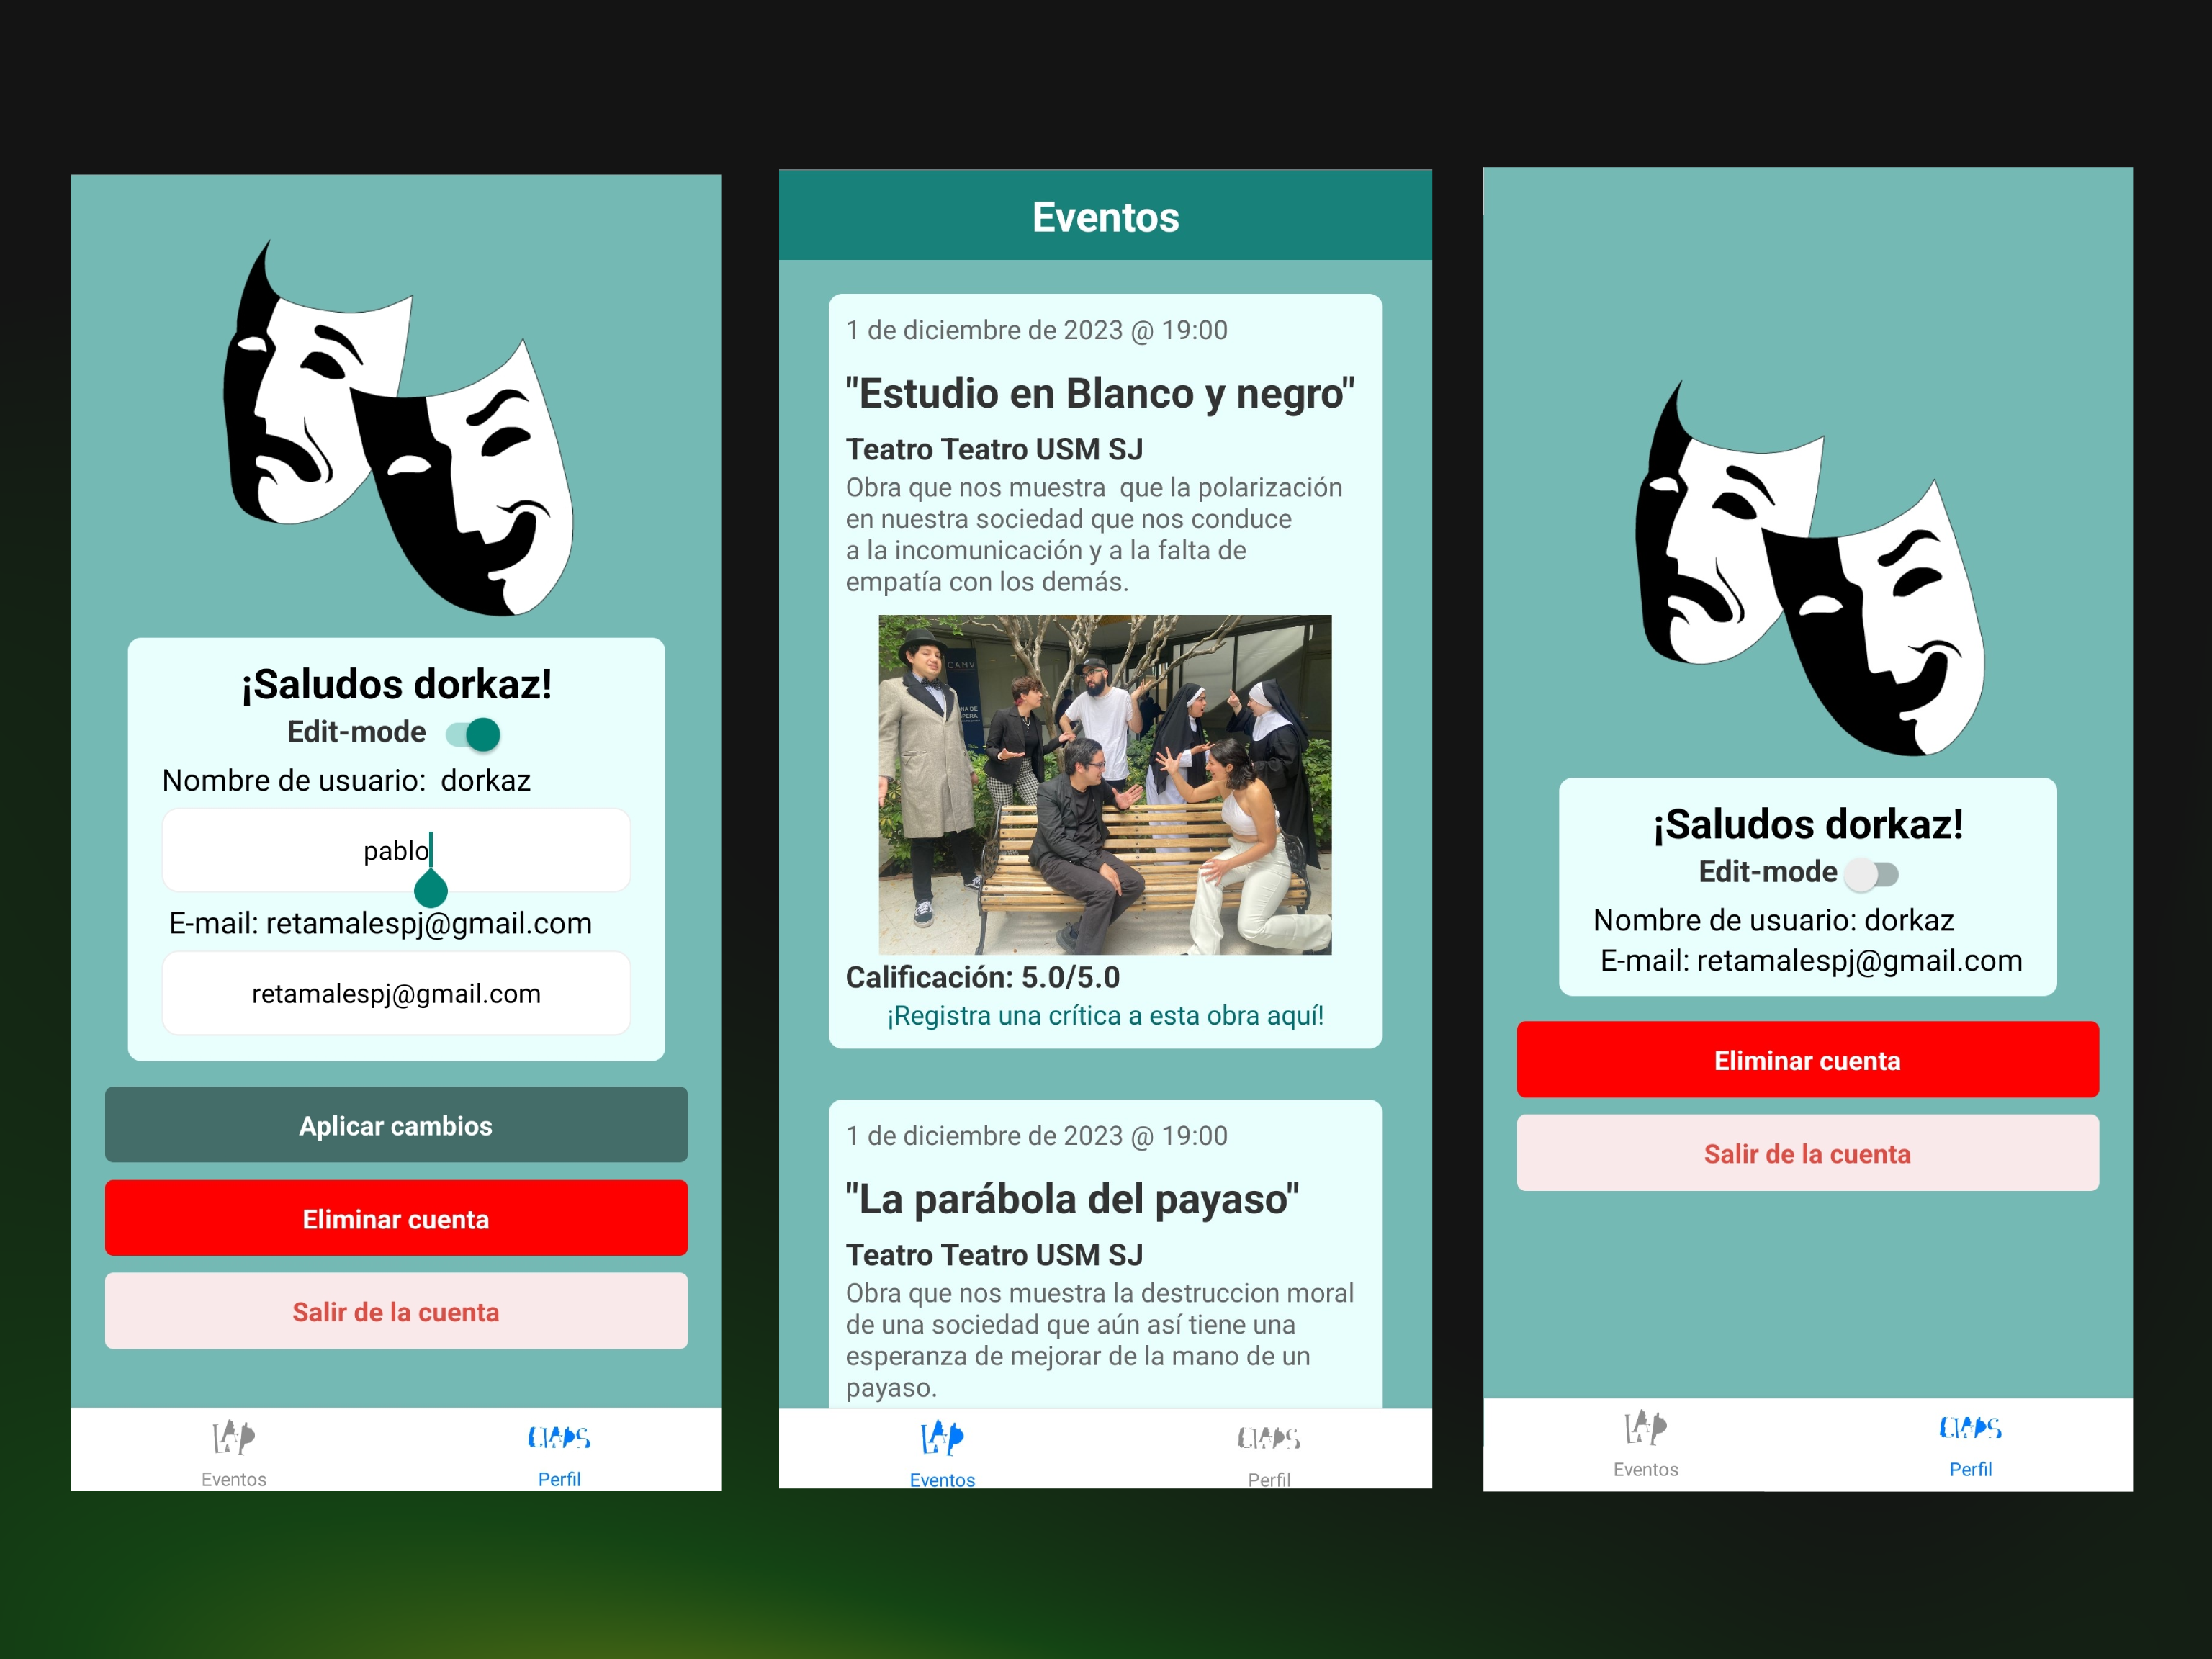 ¡Saludos dorkaz!
Edit-mode
Nombre de usuario:  dorkaz
pablo
E-mail: retamalespj@gmail.com
retamalespj@gmail.com
Aplicar cambios
Eliminar cuenta
Salir de la cuenta
LAP
CLAPS
Eventos
Perfil
Eventos
1 de diciembre de 2023 @ 19:00
"Estudio en Blanco y negro"
Teatro Teatro USM SJ
Obra que nos muestra  que la polarización
en nuestra sociedad que nos conduce
a la incomunicación y a la falta de
empatía con los demás.
CAMV
Calificación: 5.0/5.0
¡Registra una crítica a esta obra aquí!
1 de diciembre de 2023 @ 19:00
"La parábola del payaso"
Teatro Teatro USM SJ
Obra que nos muestra la destruccion moral
de una sociedad que aún así tiene una
esperanza de mejorar de la mano de un
payaso.
LAP
CLAPS
Eventos
Perfil
¡Saludos dorkaz!
Edit-mode
Nombre de usuario: dorkaz
E-mail: retamalespj@gmail.com
Eliminar cuenta
Salir de la cuenta
LAP
CLAPS
Eventos
Perfil